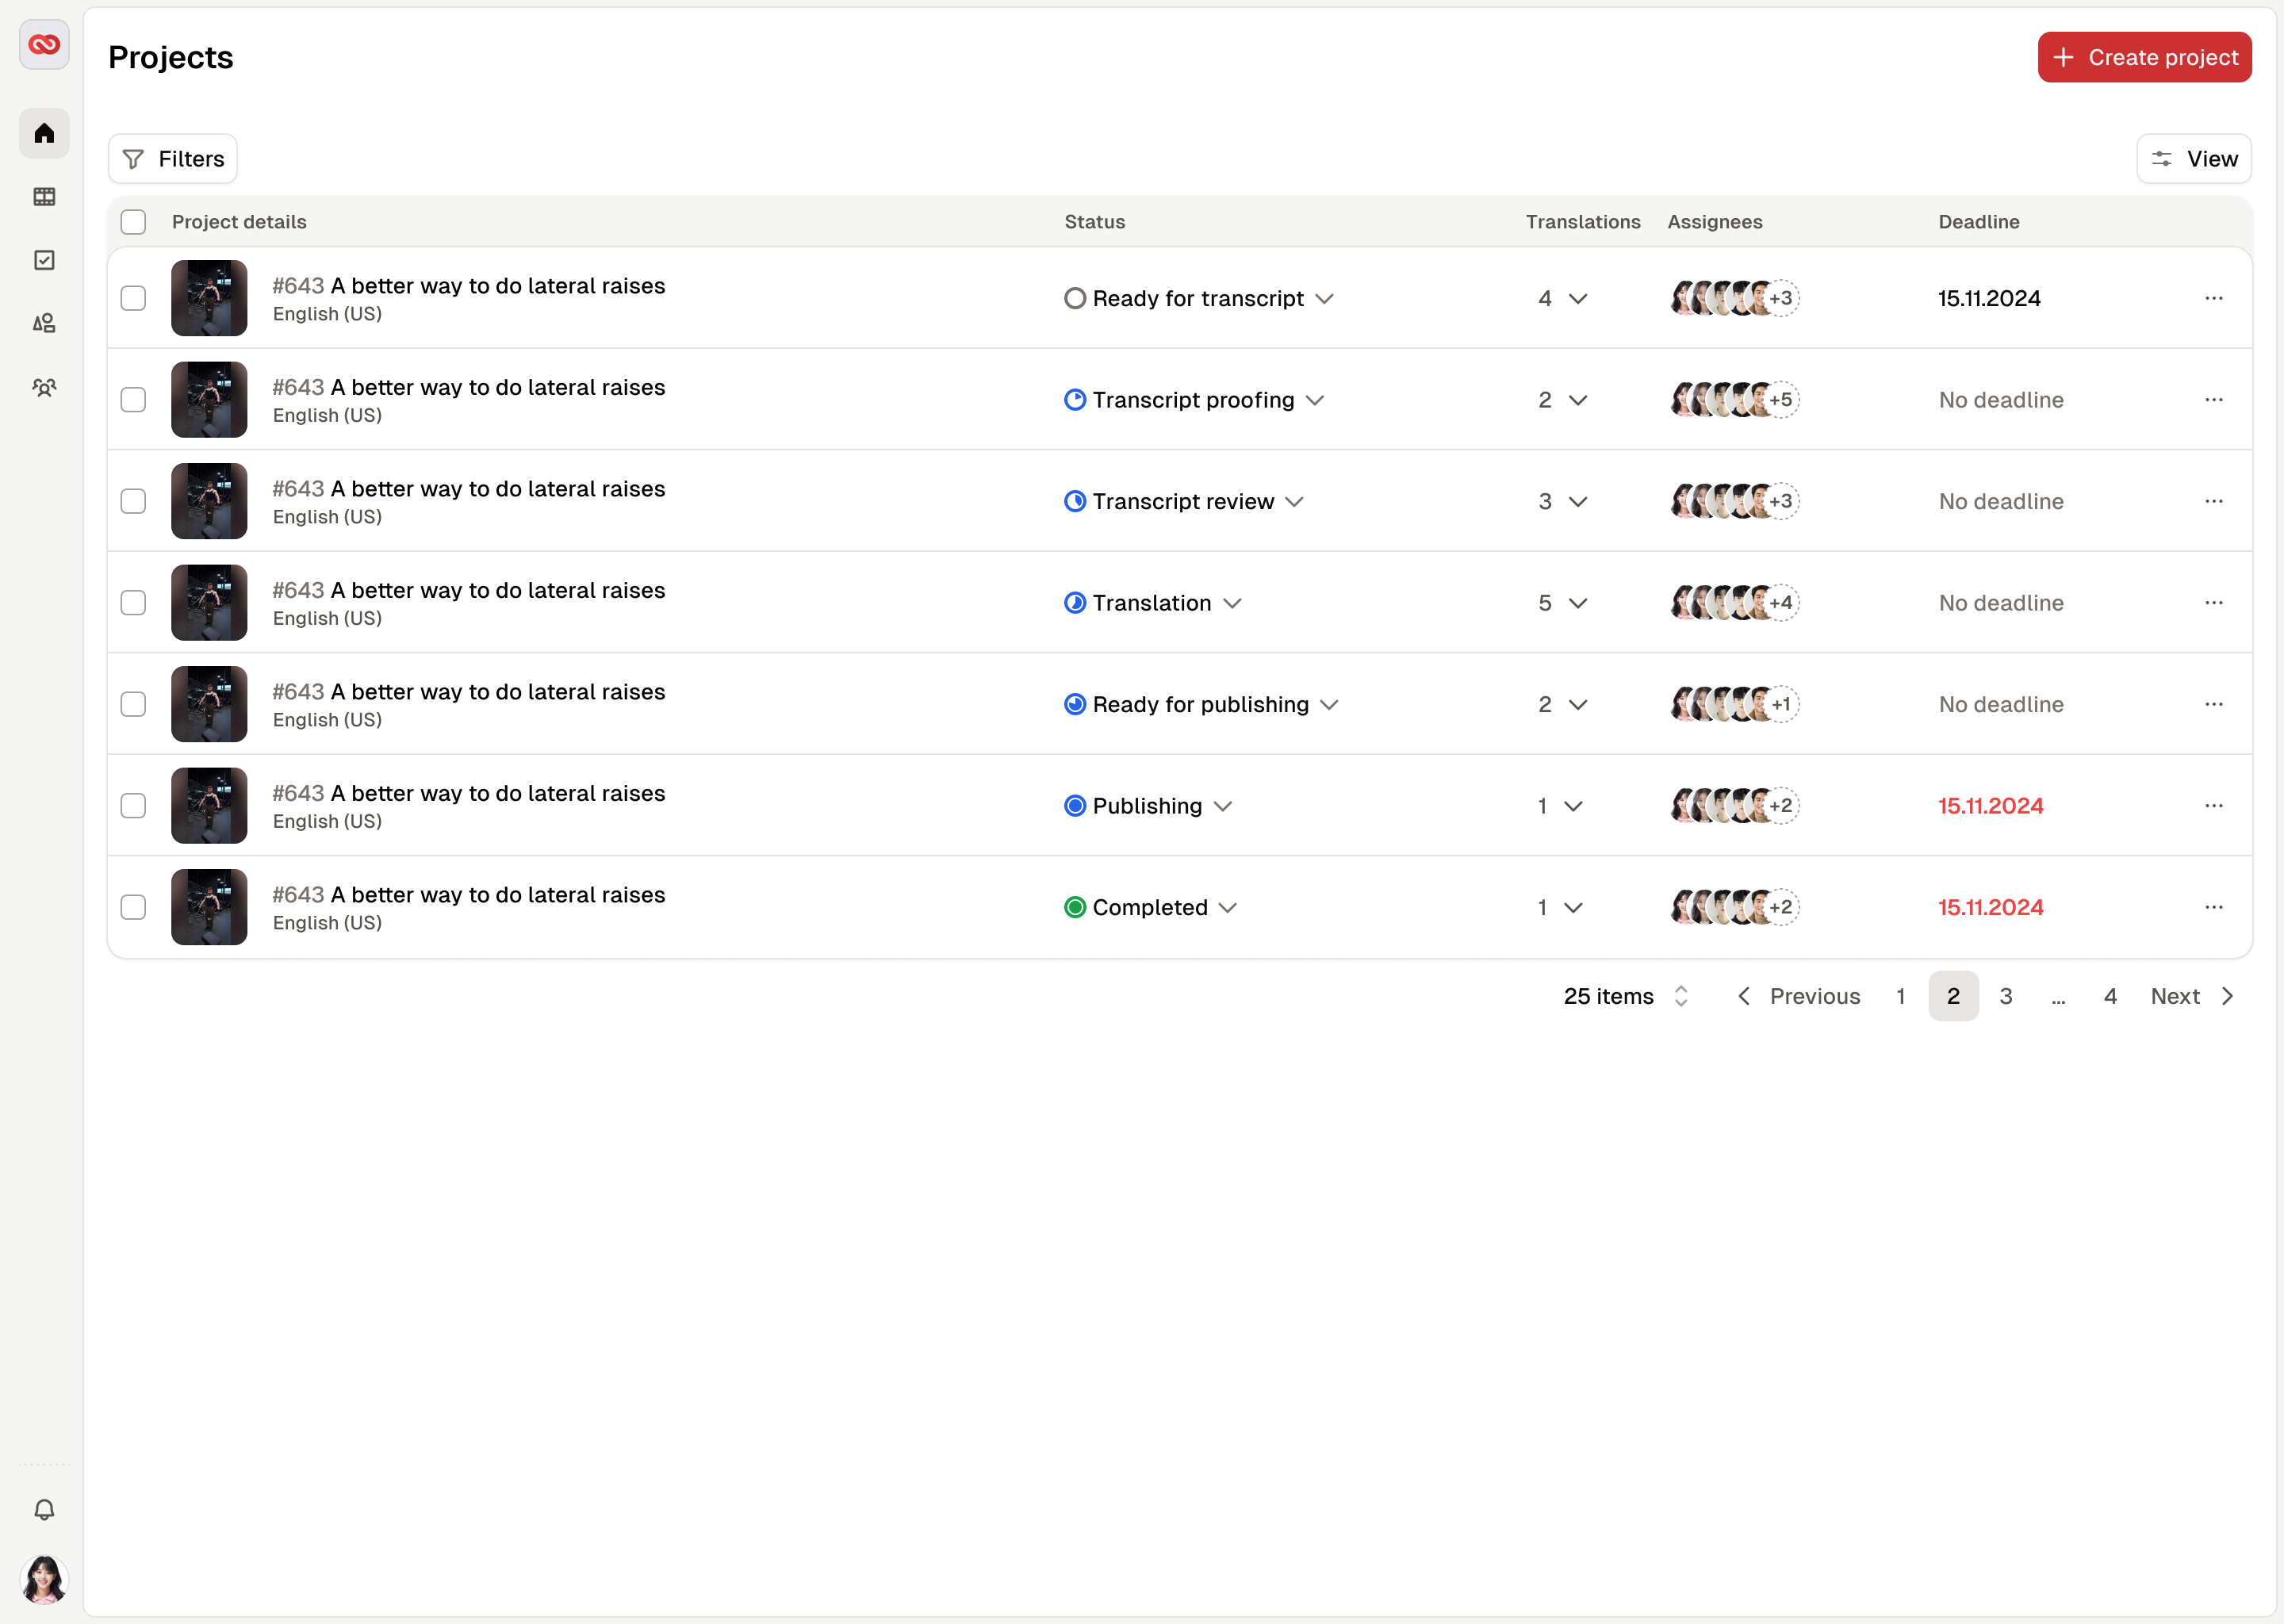 Projects
+ Create project
Filters
View
Project details Status Translations Assignees Deadline
#643 A better way to do lateral raises
English (US)
Ready for transcript 4 +3 15.11.2024 ...
#643 A better way to do lateral raises
English (US)
Transcript proofing 2 +5 No deadline ...
#643 A better way to do lateral raises
English (US)
Transcript review 3 +3 No deadline ...
#643 A better way to do lateral raises
English (US)
Translation 5 +4 No deadline ...
#643 A better way to do lateral raises
English (US)
Ready for publishing 2 +1 No deadline ...
#643 A better way to do lateral raises
English (US)
Publishing 1 +2 15.11.2024 ...
#643 A better way to do lateral raises
English (US)
Completed 1 +2 15.11.2024 ...
25 items Previous 1 2 3 ... 4 Next